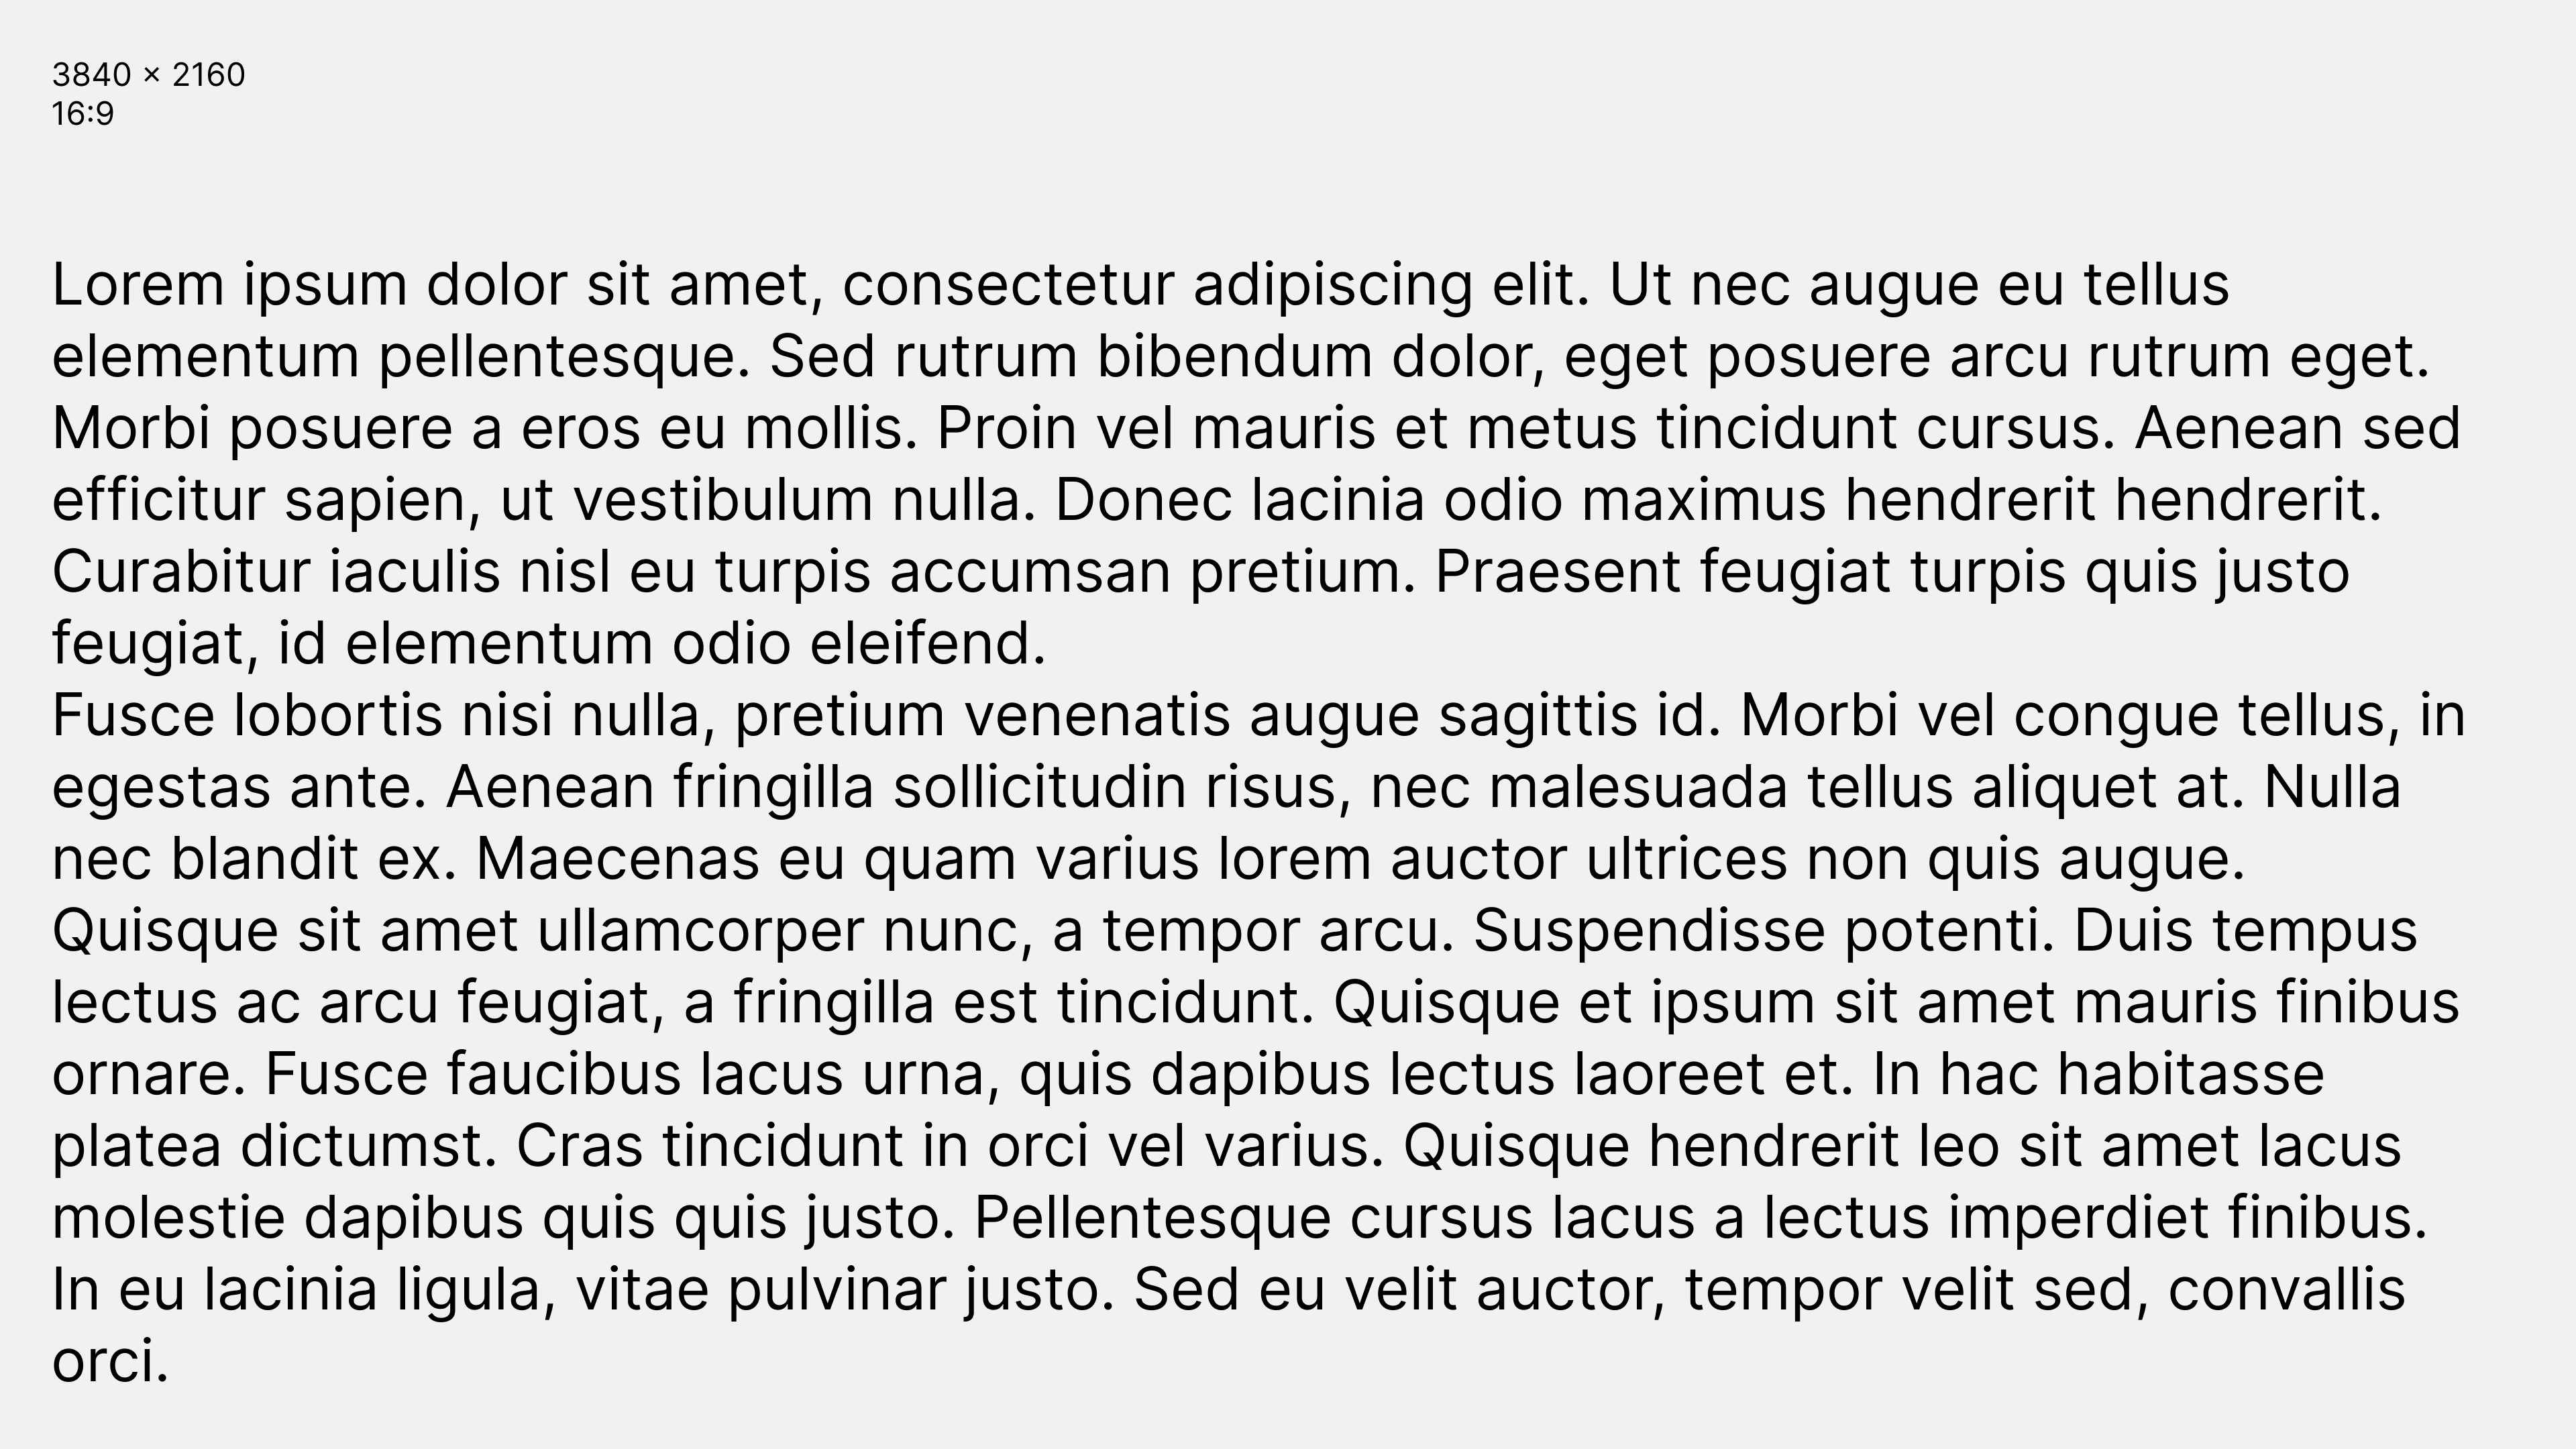 3840 × 2160
16:9
Lorem ipsum dolor sit amet, consectetur adipiscing elit. Ut nec augue eu tellus
elementum pellentesque. Sed rutrum bibendum dolor, eget posuere arcu rutrum eget.
Morbi posuere a eros eu mollis. Proin vel mauris et metus tincidunt cursus. Aenean sed
efficitur sapien, ut vestibulum nulla. Donec lacinia odio maximus hendrerit hendrerit.
Curabitur iaculis nisl eu turpis accumsan pretium. Praesent feugiat turpis quis justo
feugiat, id elementum odio eleifend.
Fusce lobortis nisi nulla, pretium venenatis augue sagittis id. Morbi vel congue tellus, in
egestas ante. Aenean fringilla sollicitudin risus, nec malesuada tellus aliquet at. Nulla
nec blandit ex. Maecenas eu quam varius lorem auctor ultrices non quis augue.
Quisque sit amet ullamcorper nunc, a tempor arcu. Suspendisse potenti. Duis tempus
lectus ac arcu feugiat, a fringilla est tincidunt. Quisque et ipsum sit amet mauris finibus
ornare. Fusce faucibus lacus urna, quis dapibus lectus laoreet et. In hac habitasse
platea dictumst. Cras tincidunt in orci vel varius. Quisque hendrerit leo sit amet lacus
molestie dapibus quis quis justo. Pellentesque cursus lacus a lectus imperdiet finibus.
In eu lacinia ligula, vitae pulvinar justo. Sed eu velit auctor, tempor velit sed, convallis
orci.